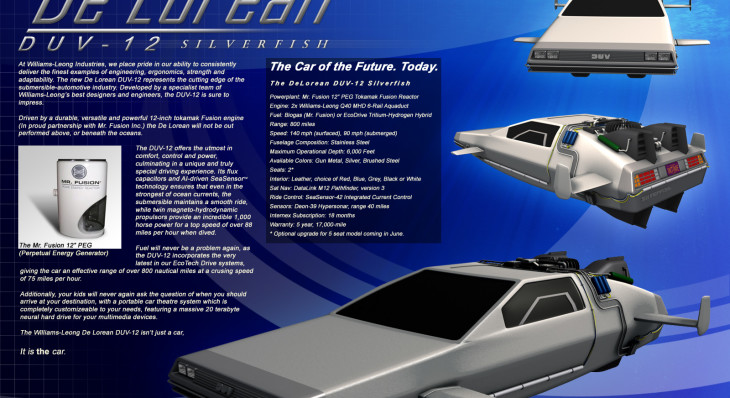 De Lorean
DUV-12 SILVERFISH
At Williams-Leong Industries, we place pride in our ability to consistently
deliver the finest examples of engineering, ergonomics, strength and
adaptability. The new De Lorean DUV-12 represents the cutting edge of the
submersible-automotive industry. Developed by a specialist team of
Williams-Leong's best designers and engineers, the DUV-12 is sure to
impress.
Driven by a durable, versatile and powerful 12-inch tokamak Fusion engine
(In proud partnership with Mr. Fusion Inc.) the De Lorean will not be out
performed above, or beneath the oceans.
MR. FUSION
The Mr. Fusion 12" PEG
(Perpetual Energy Generator)
The DUV-12 offers the utmost in
comfort, control and power,
culminating in a unique and truly
special driving experience. Its flux
capacitors and AI-driven SeaSensor™
technology ensures that even in the
strongest of ocean currents, the
submersible maintains a smooth ride,
while twin magneto-hydrodynamic
propulsors provide an incredible 1,000
horse power for a top speed of over 88
miles per hour when dived.
Fuel will never be a problem again, as
the DUV-12 incorporates the very
latest in our EcoTech Drive systems,
giving the car an effective range of over 800 nautical miles at a crusing speed
of 75 miles per hour.
Additionally, your kids will never again ask the question of when you should
arrive at your destination, with a portable car theatre system which is
completely customizeable to your needs, featuring a massive 20 terabyte
neural hard drive for your multimedia devices.
The Williams-Leong De Lorean DUV-12 isn't just a car,
It is the car.
The Car of the Future. Today.
The DeLorean DUV-12 Silverfish
Powerplant: Mr. Fusion 12" PEG Tokamak Fusion Reactor
Engine: 2x Williams-Leong Q40 MHD 6-Rail Aquaduct
Fuel: Biogas (Mr. Fusion) or EcoDrive Tritium-Hydrogen Hybrid
Range: 800 miles
Speed: 140 mph (surfaced), 90 mph (submerged)
Fuselage Composition: Stainless Steel
Maximum Operational Depth: 6,000 Feet
Available Colors: Gun Metal, Silver, Brushed Steel
Seats: 2*
Interior: Leather, choice of Red, Blue, Grey, Black or White
Sat Nav: DataLink M12 Pathfinder, version 3
Ride Control: SeaSensor-42 Integrated Current Control
Sensors: Deon-39 Hypersonar, range 40 miles
Internex Subscription: 18 months
Warranty: 5 year, 17,000-mile
* Optional upgrade for 5 seat model coming in June.
DUV